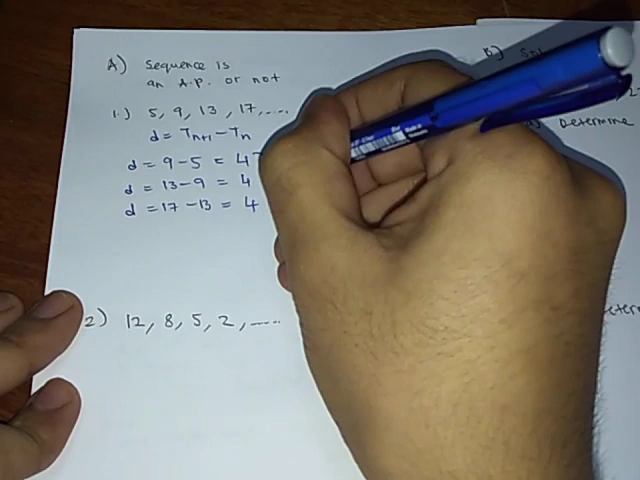 A) Sequence is
an A.P. or not
1.) 5, 9, 13, 17,....
d = Tn+1 - Tn
d = 9 - 5 = 4
d = 13 - 9 = 4
d = 17 - 13 = 4
2) 12, 8, 5, 2, .....
B)
Determine